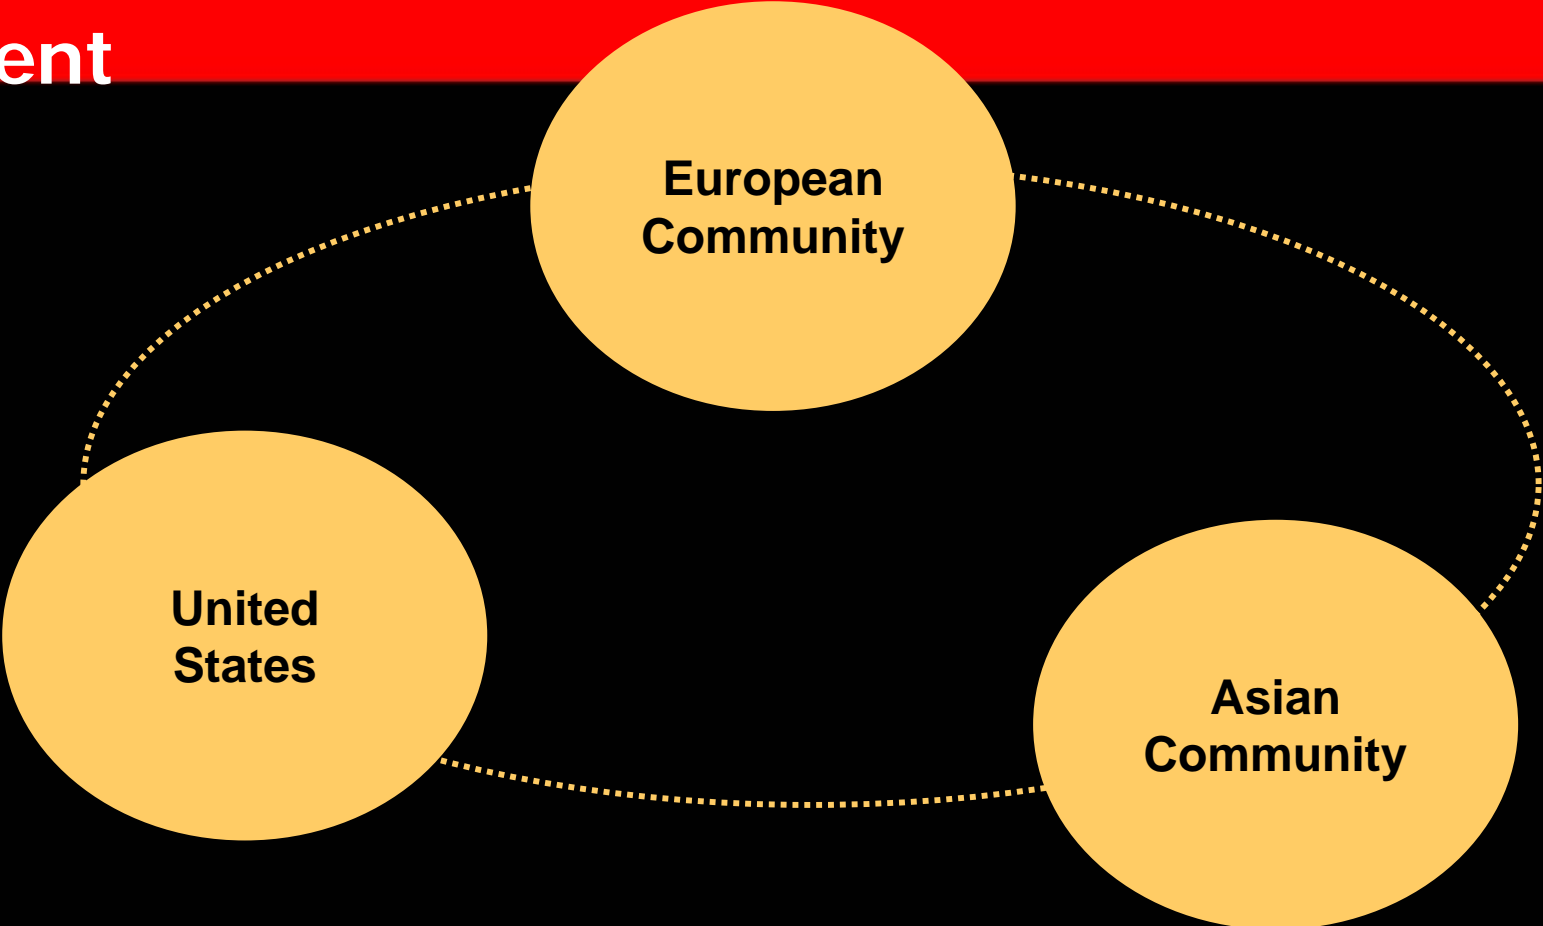 ent
European
Community
United
States
Asian
Community